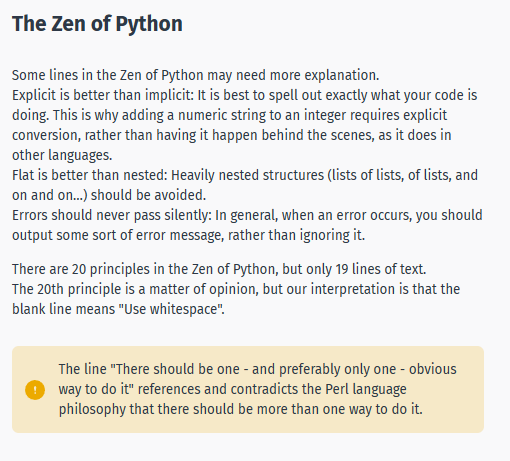 The Zen of Python
Some lines in the Zen of Python may need more explanation.
Explicit is better than implicit: It is best to spell out exactly what your code is
doing. This is why adding a numeric string to an integer requires explicit
conversion, rather than having it happen behind the scenes, as it does in
other languages.
Flat is better than nested: Heavily nested structures (lists of lists, of lists, and
on and on...) should be avoided.
Errors should never pass silently: In general, when an error occurs, you should
output some sort of error message, rather than ignoring it.
There are 20 principles in the Zen of Python, but only 19 lines of text.
The 20th principle is a matter of opinion, but our interpretation is that the
blank line means "Use whitespace".
The line "There should be one - and preferably only one - obvious
way to do it" references and contradicts the Perl language
philosophy that there should be more than one way to do it.